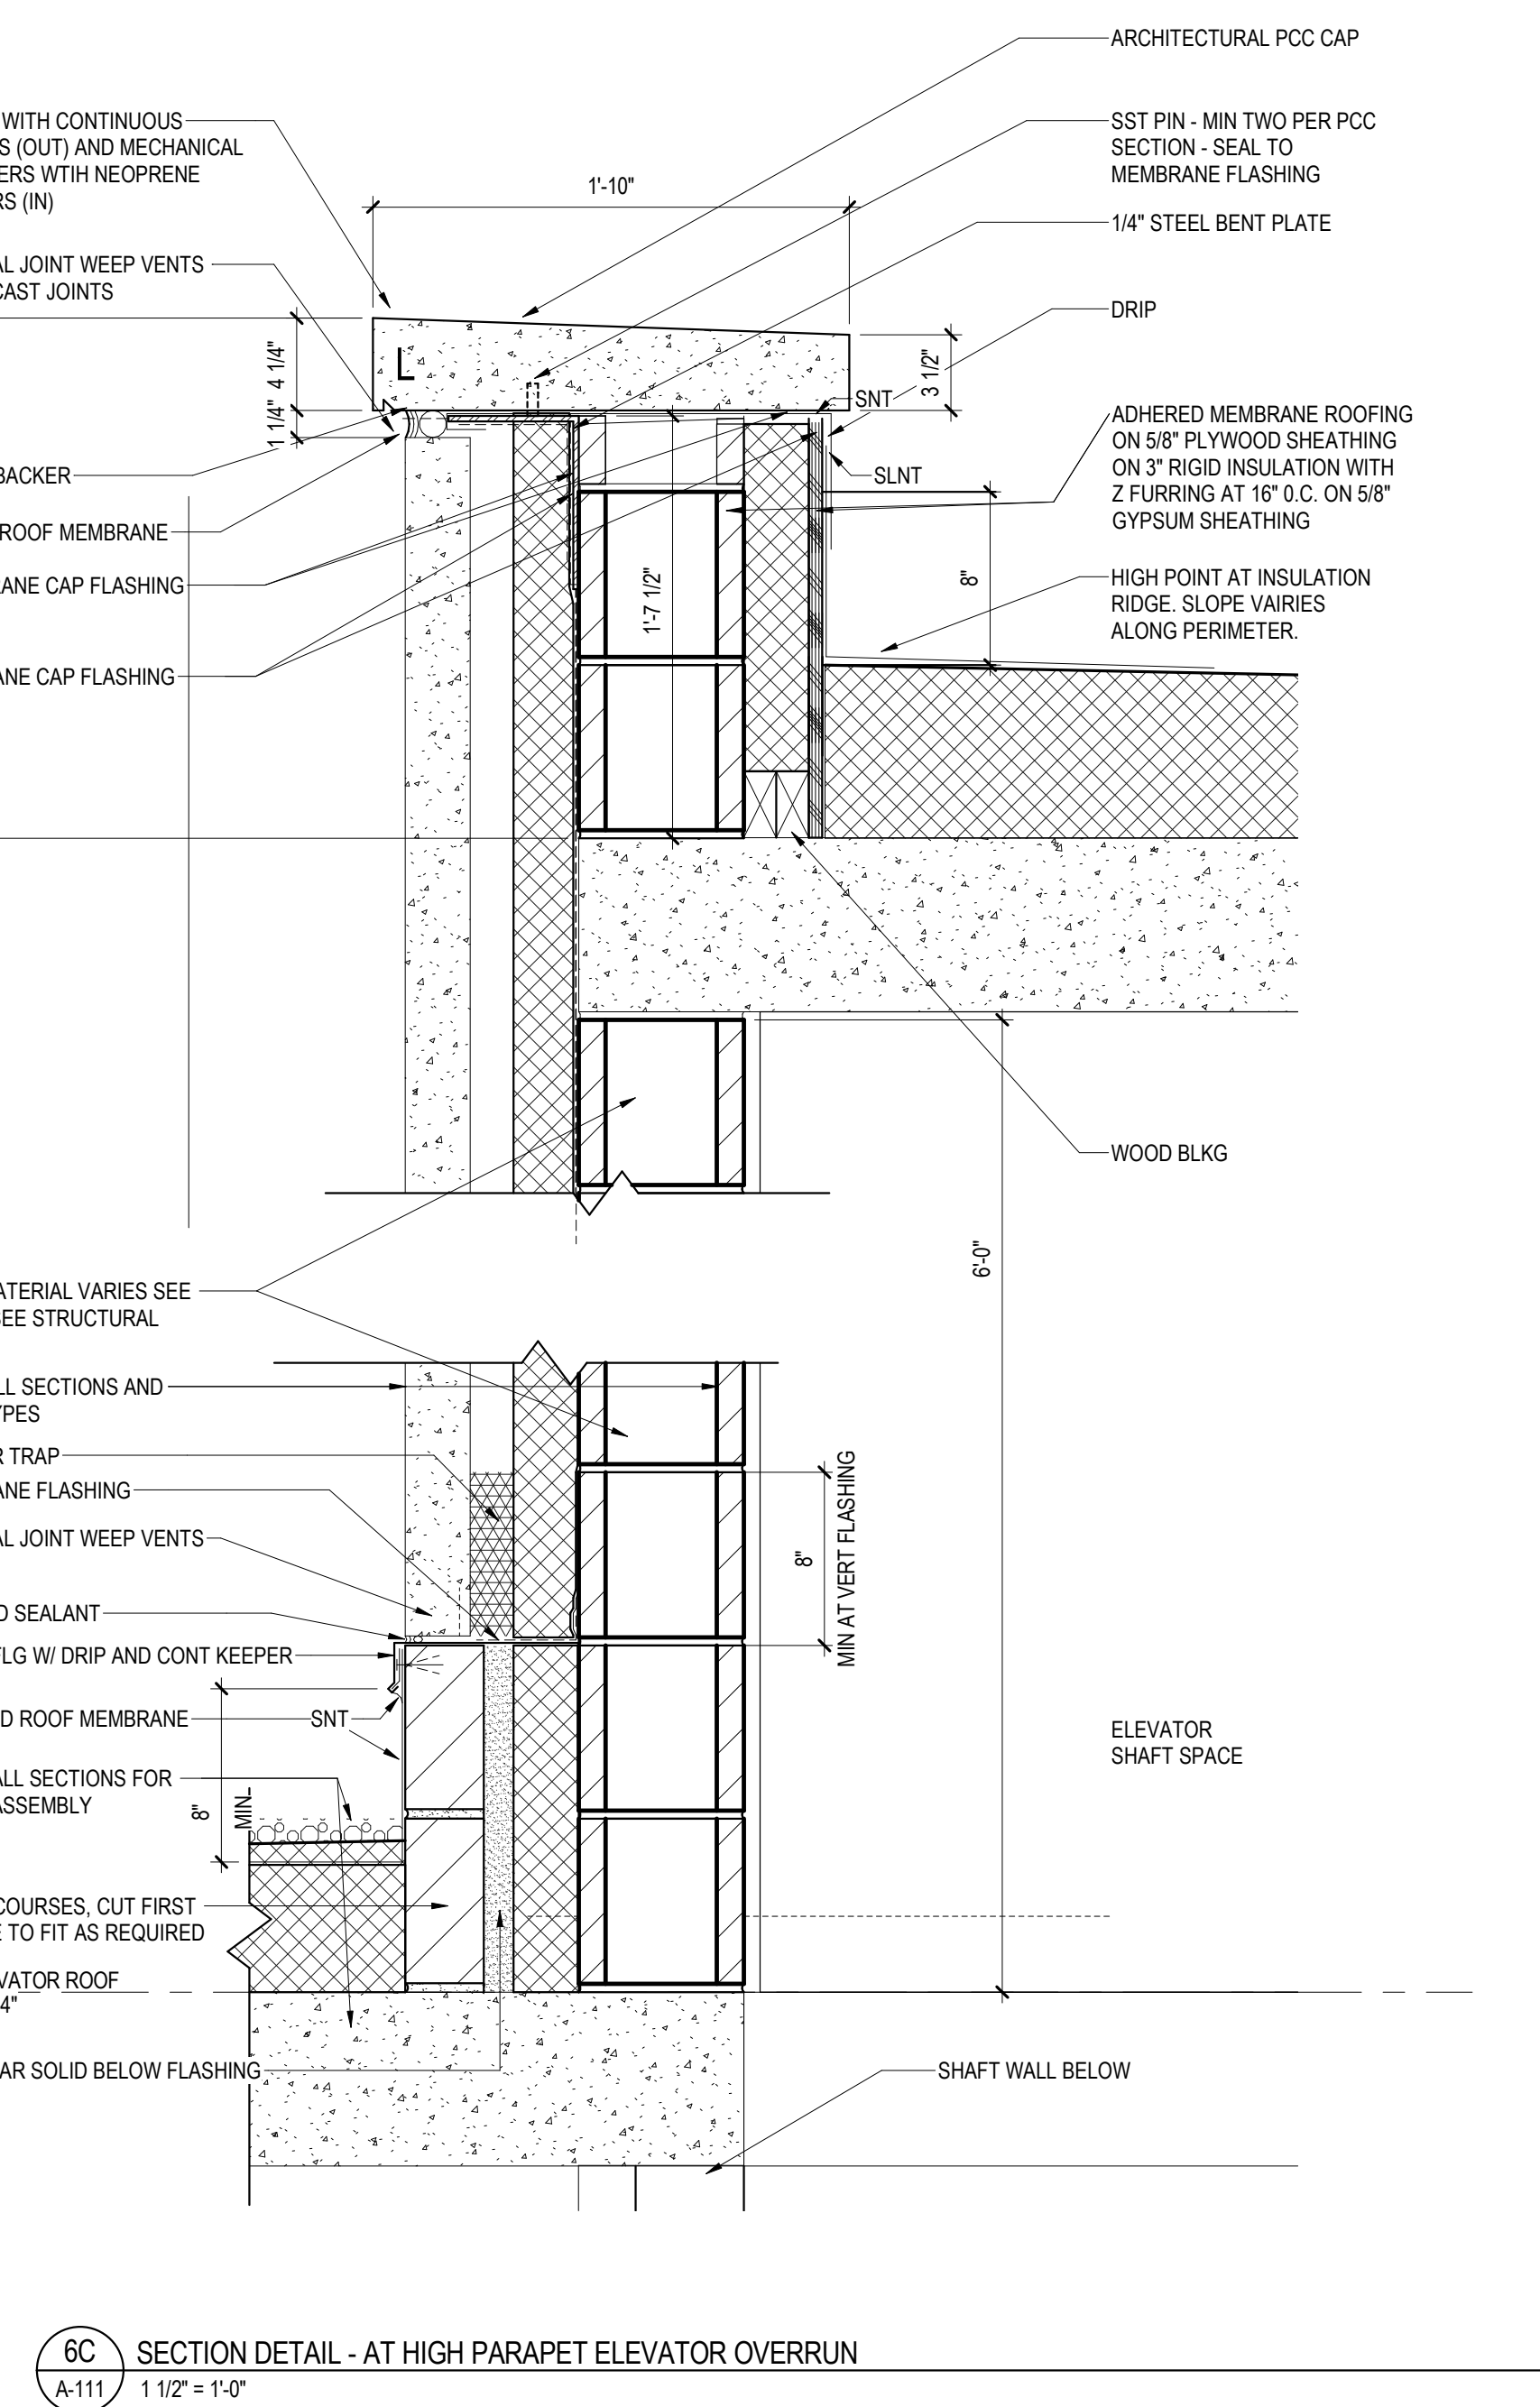 ARCHITECTURAL PCC CAP
WITH CONTINUOUS
S (OUT) AND MECHANICAL
ERS WTIH NEOPRENE
RS (IN)
SST PIN - MIN TWO PER PCC
SECTION - SEAL TO
MEMBRANE FLASHING
1'-10"
1/4" STEEL BENT PLATE
AL JOINT WEEP VENTS
CAST JOINTS
DRIP
4 1/4"
1 1/4"
3 1/2"
L
SNT
ADHERED MEMBRANE ROOFING
ON 5/8" PLYWOOD SHEATHING
ON 3" RIGID INSULATION WITH
Z FURRING AT 16" 0.C. ON 5/8"
GYPSUM SHEATHING
BACKER
SLNT
ROOF MEMBRANE
RANE CAP FLASHING
1'-7 1/2"
8"
HIGH POINT AT INSULATION
RIDGE. SLOPE VAIRIES
ALONG PERIMETER.
ANE CAP FLASHING
WOOD BLKG
6'-0"
ATERIAL VARIES SEE
SEE STRUCTURAL
LL SECTIONS AND
YPES
R TRAP
ANE FLASHING
AL JOINT WEEP VENTS
8"
MIN AT VERT FLASHING
D SEALANT
FLG W/ DRIP AND CONT KEEPER
D ROOF MEMBRANE
SNT
ELEVATOR
SHAFT SPACE
ALL SECTIONS FOR
ASSEMBLY
8"
MIN
COURSES, CUT FIRST
E TO FIT AS REQUIRED
VATOR ROOF
4"
AR SOLID BELOW FLASHING
SHAFT WALL BELOW
6C
SECTION DETAIL - AT HIGH PARAPET ELEVATOR OVERRUN
A-111
1 1/2" = 1'-0"